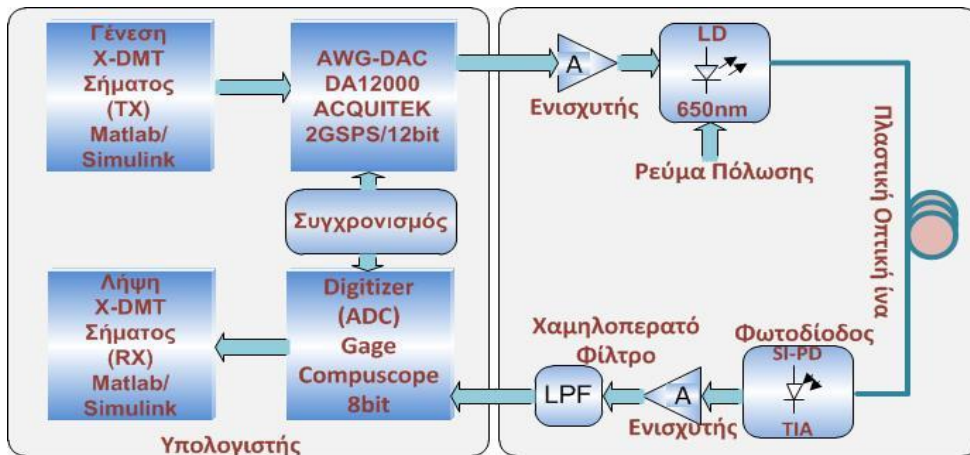 Γένεση
X-DMT
Σήματος
(TX)
Matlab/
Simulink
AWG-DAC
DA12000
ACQUITEK
2GSPS/12bit
A
Ενισχυτής
LD
650nm
Ρεύμα Πόλωσης
Πλαστική Οπτική ίνα
Συγχρονισμός
Λήψη
X-DMT
Σήματος
(RX)
Matlab/
Simulink
Digitizer
(ADC)
Gage
Compuscope
8bit
Χαμηλοπερατό
Φίλτρο
LPF
A
Ενισχυτής
Φωτοδίοδος
SI-PD
TIA
Υπολογιστής